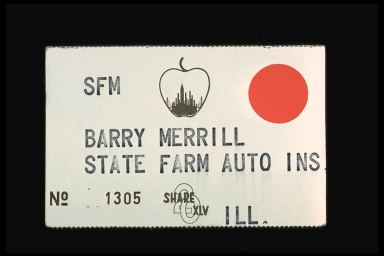 SFM
BARRY MERRILL
STATE FARM AUTO INS.
№ 1305 SHARE XLV
ILL.